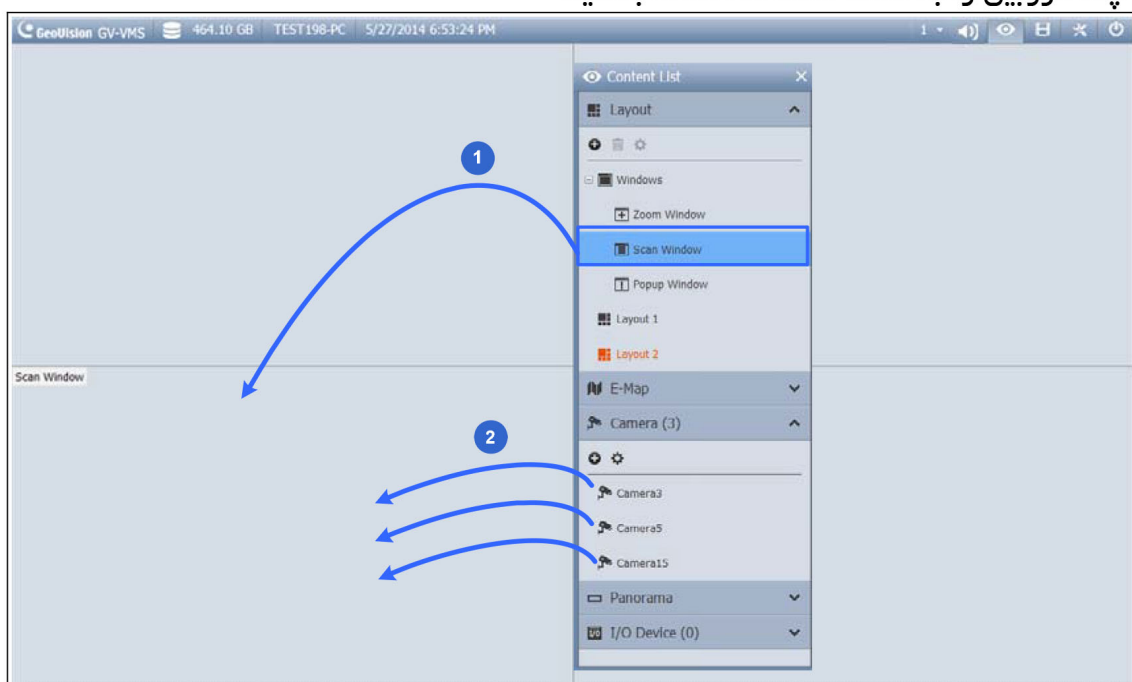 GeoVision GV-VMS 464.10 GB TEST198-PC 5/27/2014 6:53:24 PM 1
Content List
Layout
1
Windows
Zoom Window
Scan Window
Popup Window
Layout 1
Layout 2
Scan Window
E-Map
Camera (3)
2
Camera3
Camera5
Camera15
Panorama
I/O Device (0)